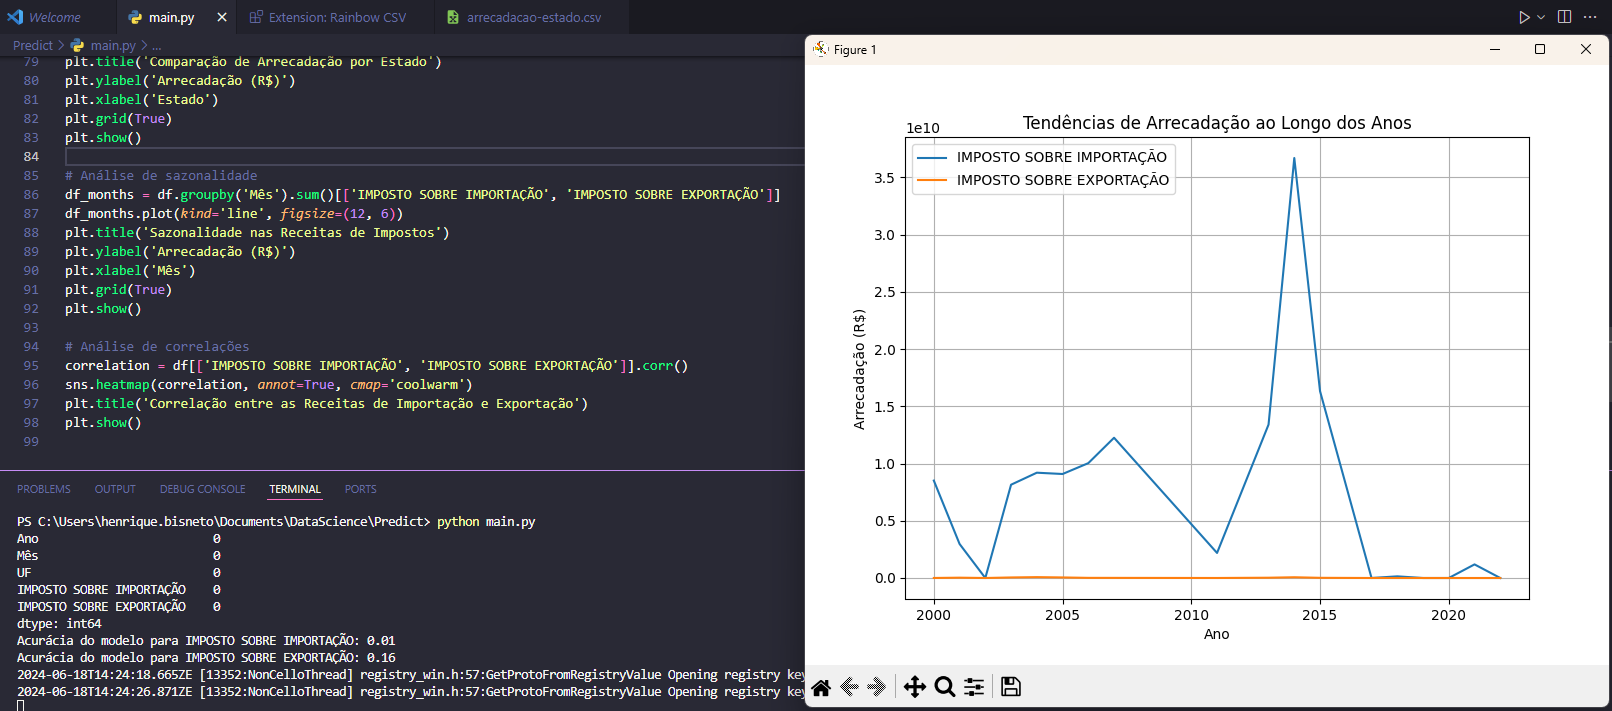 Welcome
main.py
Extension: Rainbow CSV
arrecadacao-estado.csv
Predict > main.py > ...
79 plt.title('Comparação de Arrecadação por Estado')
80 plt.ylabel('Arrecadação (R$)')
81 plt.xlabel('Estado')
82 plt.grid(True)
83 plt.show()
84
85 # Análise de sazonalidade
86 df_months = df.groupby('Mês').sum()[['IMPOSTO SOBRE IMPORTAÇÃO', 'IMPOSTO SOBRE EXPORTAÇÃO']]
87 df_months.plot(kind='line', figsize=(12, 6))
88 plt.title('Sazonalidade nas Receitas de Impostos')
89 plt.ylabel('Arrecadação (R$)')
90 plt.xlabel('Mês')
91 plt.grid(True)
92 plt.show()
93
94 # Análise de correlações
95 correlation = df[['IMPOSTO SOBRE IMPORTAÇÃO', 'IMPOSTO SOBRE EXPORTAÇÃO']].corr()
96 sns.heatmap(correlation, annot=True, cmap='coolwarm')
97 plt.title('Correlação entre as Receitas de Importação e Exportação')
98 plt.show()
99
PROBLEMS OUTPUT DEBUG CONSOLE TERMINAL PORTS
PS C:\Users\henrique.bisneto\Documents\DataScience\Predict> python main.py
Ano 0
Mês 0
UF 0
IMPOSTO SOBRE IMPORTAÇÃO 0
IMPOSTO SOBRE EXPORTAÇÃO 0
dtype: int64
Acurácia do modelo para IMPOSTO SOBRE IMPORTAÇÃO: 0.01
Acurácia do modelo para IMPOSTO SOBRE EXPORTAÇÃO: 0.16
2024-06-18T14:24:18.665ZE [13352:NonCelloThread] registry_win.h:57:GetProtoFromRegistryValue Opening registry key
2024-06-18T14:24:26.871ZE [13352:NonCelloThread] registry_win.h:57:GetProtoFromRegistryValue Opening registry key
Figure 1
Tendências de Arrecadação ao Longo dos Anos
1e10
IMPOSTO SOBRE IMPORTAÇÃO
IMPOSTO SOBRE EXPORTAÇÃO
3.5
3.0
2.5
2.0
1.5
1.0
0.5
0.0
Arrecadação (R$)
2000 2005 2010 2015 2020
Ano